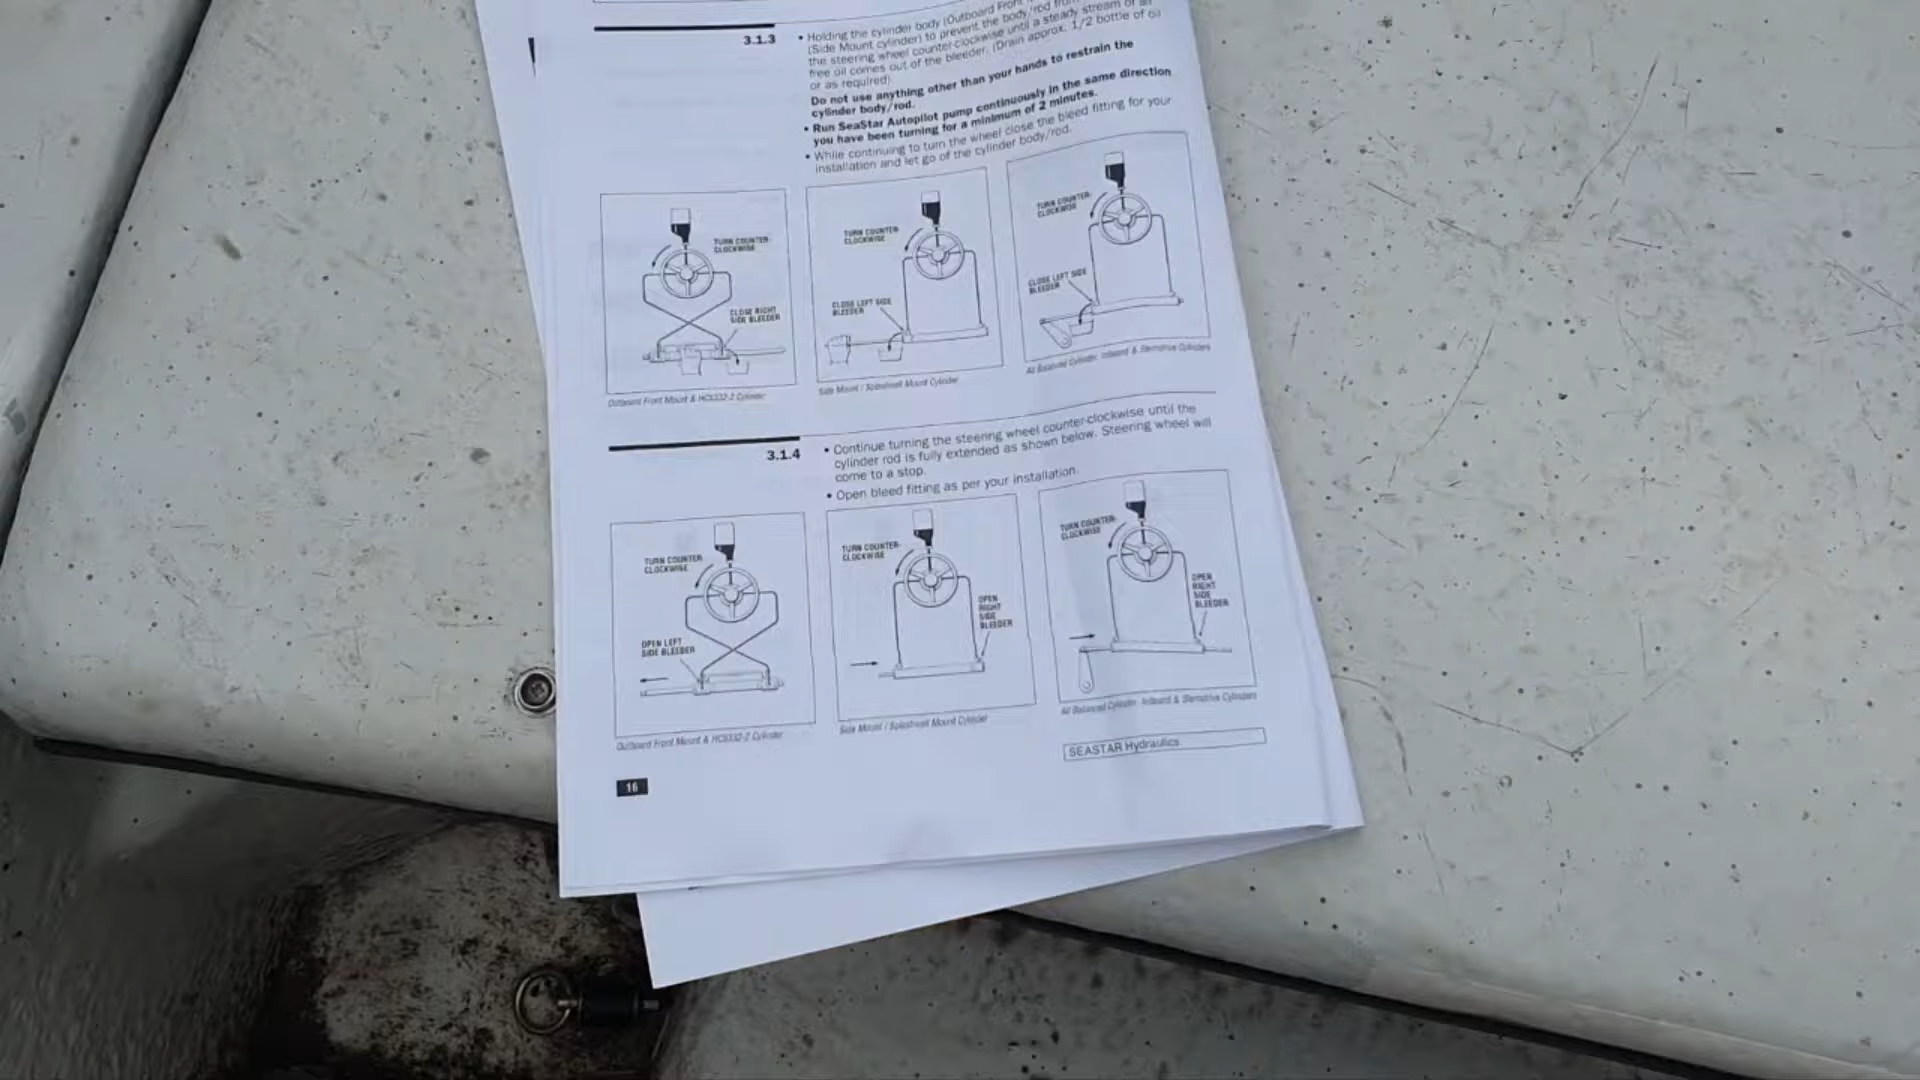 3.1.3
• Holding the cylinder body (Outboard Front
(Side Mount cylinder) to prevent the body/rod from
the steering wheel counter-clockwise until a steady stream of air
free oil comes out of the bleeder. (Drain approx. 1/2 bottle of oil
or as required).
Do not use anything other than your hands to restrain the
cylinder body/rod.
• Run SeaStar Autopilot pump continuously in the same direction
you have been turning for a minimum of 2 minutes.
• While continuing to turn the wheel close the bleed fitting for your
installation and let go of the cylinder body/rod.
TURN COUNTER-
CLOCKWISE
CLOSE RIGHT
SIDE BLEEDER
Outboard Front Mount & HC5332-2 Cylinder
TURN COUNTER
CLOCKWISE
CLOSE LEFT SIDE
BLEEDER
Side Mount / Splashwell Mount Cylinder
TURN COUNTER-
CLOCKWISE
CLOSE LEFT SIDE
BLEEDER
All Balanced Cylinder, Inboard & Sterndrive Cylinders
3.1.4
• Continue turning the steering wheel counter-clockwise until the
cylinder rod is fully extended as shown below. Steering wheel will
come to a stop.
• Open bleed fitting as per your installation.
TURN COUNTER-
CLOCKWISE
OPEN LEFT
SIDE BLEEDER
Outboard Front Mount & HC5332-2 Cylinder
TURN COUNTER-
CLOCKWISE
OPEN
RIGHT
SIDE
BLEEDER
Side Mount / Splashwell Mount Cylinder
TURN COUNTER-
CLOCKWISE
OPEN
RIGHT
SIDE
BLEEDER
All Balanced Cylinder, Inboard & Sterndrive Cylinders
SEASTAR Hydraulics
16